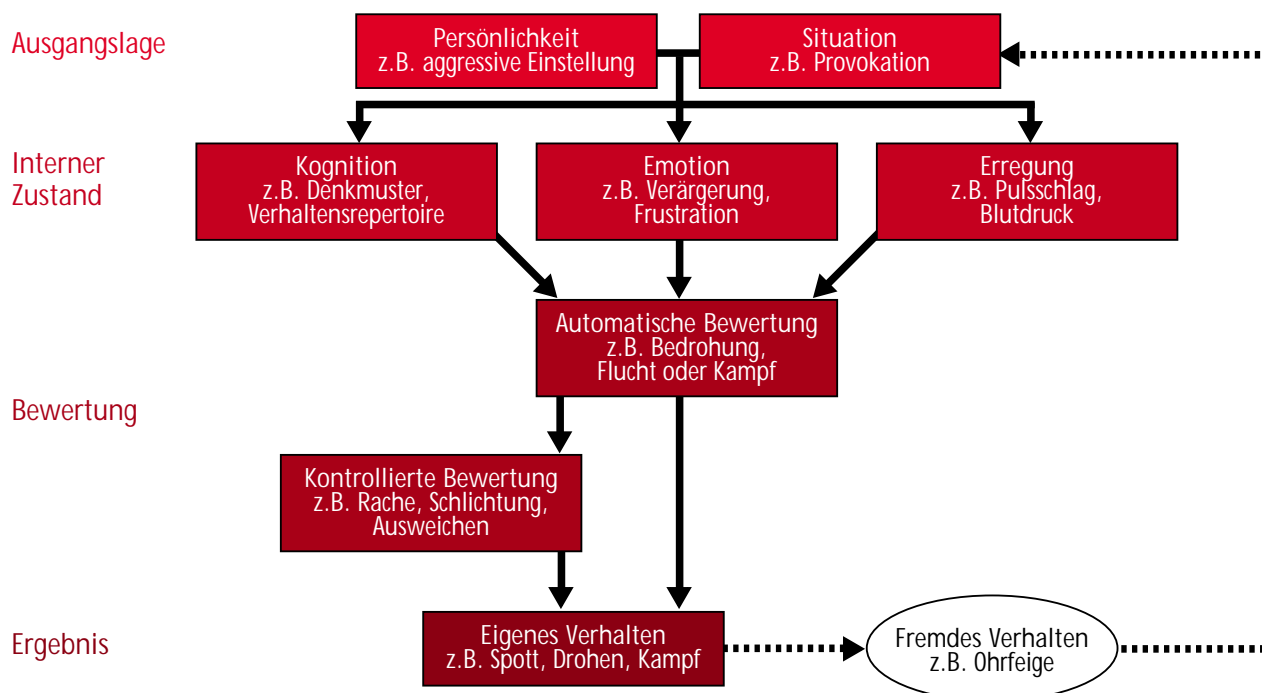 Ausgangslage
Persönlichkeit
z.B. aggressive Einstellung
Situation
z.B. Provokation
Interner
Zustand
Kognition
z.B. Denkmuster,
Verhaltensrepertoire
Emotion
z.B. Verärgerung,
Frustration
Erregung
z.B. Pulsschlag,
Blutdruck
Automatische Bewertung
z.B. Bedrohung,
Flucht oder Kampf
Bewertung
Kontrollierte Bewertung
z.B. Rache, Schlichtung,
Ausweichen
Ergebnis
Eigenes Verhalten
z.B. Spott, Drohen, Kampf
Fremdes Verhalten
z.B. Ohrfeige